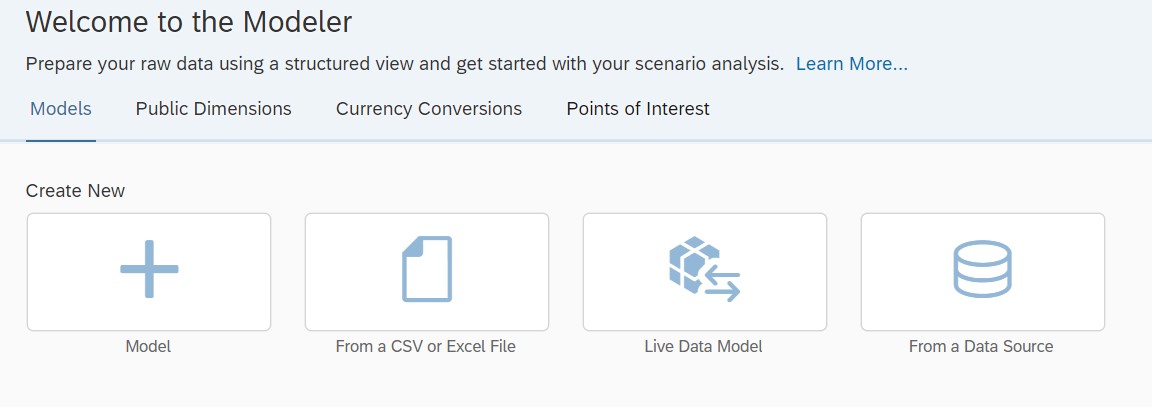 Welcome to the Modeler
Prepare your raw data using a structured view and get started with your scenario analysis. Learn More...
Models Public Dimensions Currency Conversions Points of Interest
Create New
Model From a CSV or Excel File Live Data Model From a Data Source